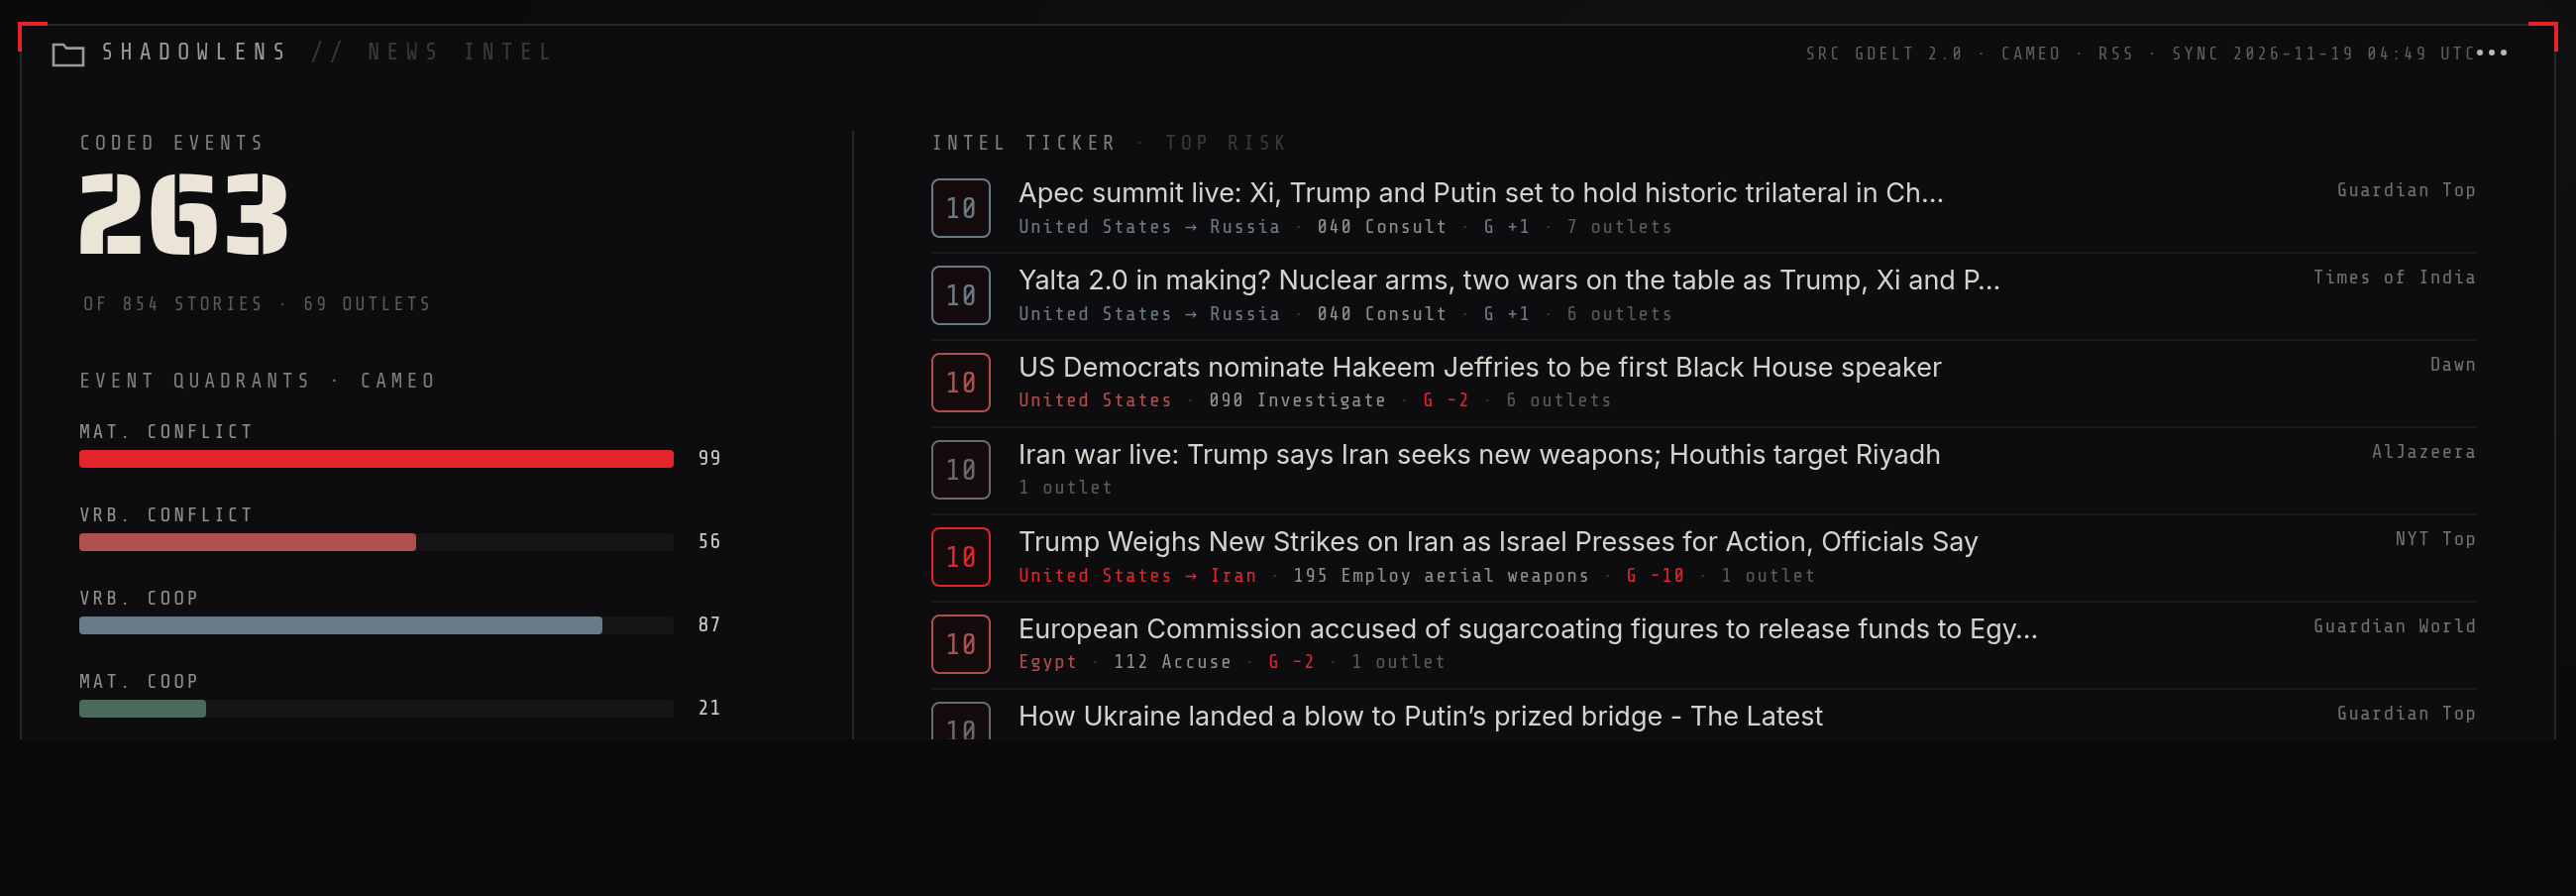 SHADOWLENS // NEWS INTEL
SRC GDELT 2.0 · CAMEO · RSS · SYNC 2026-11-19 04:49 UTC•••
CODED EVENTS
263
OF 854 STORIES · 69 OUTLETS
EVENT QUADRANTS · CAMEO
MAT. CONFLICT
99
VRB. CONFLICT
56
VRB. COOP
87
MAT. COOP
21
INTEL TICKER · TOP RISK
10 Apec summit live: Xi, Trump and Putin set to hold historic trilateral in Ch... Guardian Top
United States → Russia · 040 Consult · G +1 · 7 outlets
10 Yalta 2.0 in making? Nuclear arms, two wars on the table as Trump, Xi and P... Times of India
United States → Russia · 040 Consult · G +1 · 6 outlets
10 US Democrats nominate Hakeem Jeffries to be first Black House speaker Dawn
United States · 090 Investigate · G -2 · 6 outlets
10 Iran war live: Trump says Iran seeks new weapons; Houthis target Riyadh AlJazeera
1 outlet
10 Trump Weighs New Strikes on Iran as Israel Presses for Action, Officials Say NYT Top
United States → Iran · 195 Employ aerial weapons · G -10 · 1 outlet
10 European Commission accused of sugarcoating figures to release funds to Egy... Guardian World
Egypt · 112 Accuse · G -2 · 1 outlet
10 How Ukraine landed a blow to Putin's prized bridge - The Latest Guardian Top